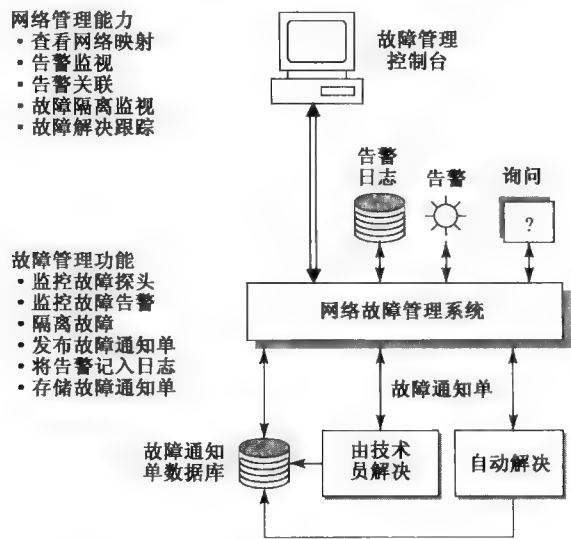 网络管理能力
• 查看网络映射
• 告警监视
• 告警关联
• 故障隔离监视
• 故障解决跟踪
故障管理
控制台
告警
日志
告警
询问
?
故障管理功能
• 监控故障探头
• 监控故障告警
• 隔离故障
• 发布故障通知单
• 将告警记入日志
• 存储故障通知单
网络故障管理系统
故障通知单
故障通知
单数据库
由技术
员解决
自动解决